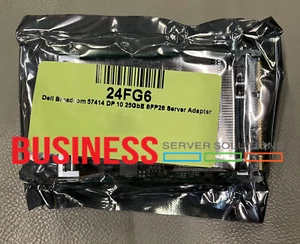 24FG6
Dell Broadcom 57414 DP 10 25GbE SFP28 Server Adapter
BUSINESS
SERVER SOLUTIONS